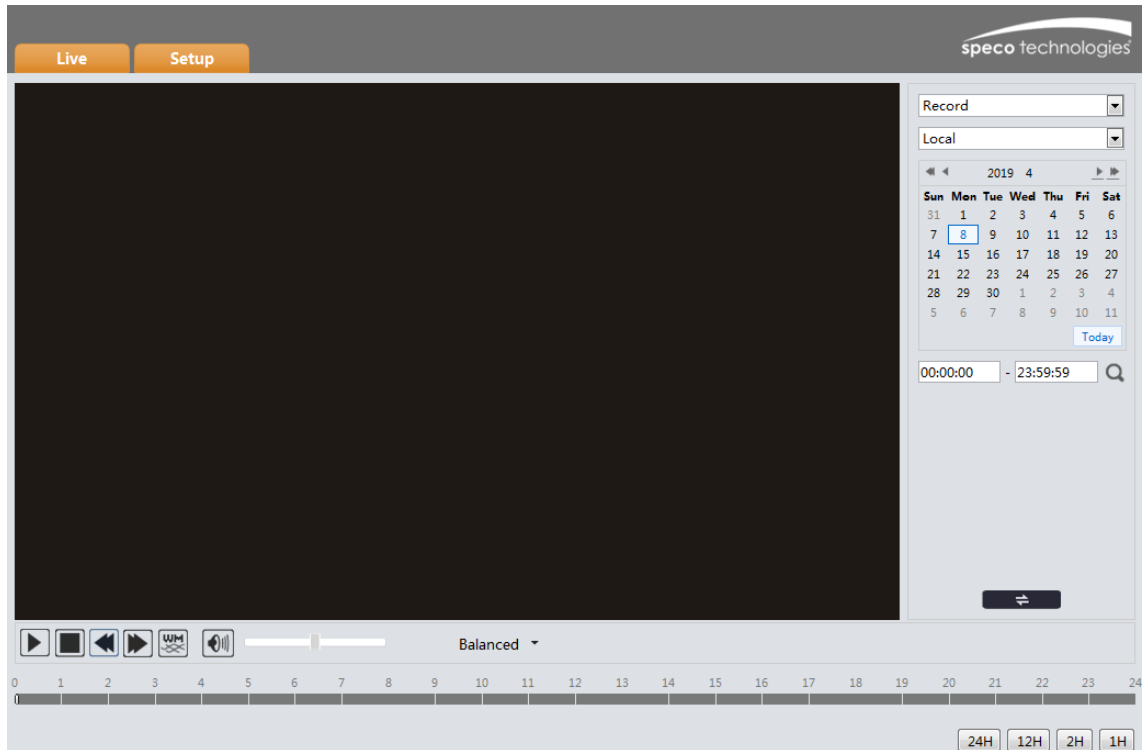 speco technologies
Live Setup
Record
Local
2019 4
Sun Mon Tue Wed Thu Fri Sat
31 1 2 3 4 5 6
7 8 9 10 11 12 13
14 15 16 17 18 19 20
21 22 23 24 25 26 27
28 29 30 1 2 3 4
5 6 7 8 9 10 11
Today
00:00:00 - 23:59:59
WM
Balanced
0 1 2 3 4 5 6 7 8 9 10 11 12 13 14 15 16 17 18 19 20 21 22 23 24
24H 12H 2H 1H